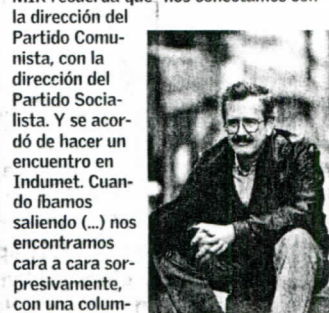 MIR recuerda que nos conectamos con
la dirección del
Partido Comu-
nista, con la
dirección del
Partido Socia-
lista. Y se acor-
dó de hacer un
encuentro en
Indumet. Cuan-
do íbamos
saliendo (...) nos
encontramos
cara a cara sor-
presivamente,
con una colum-